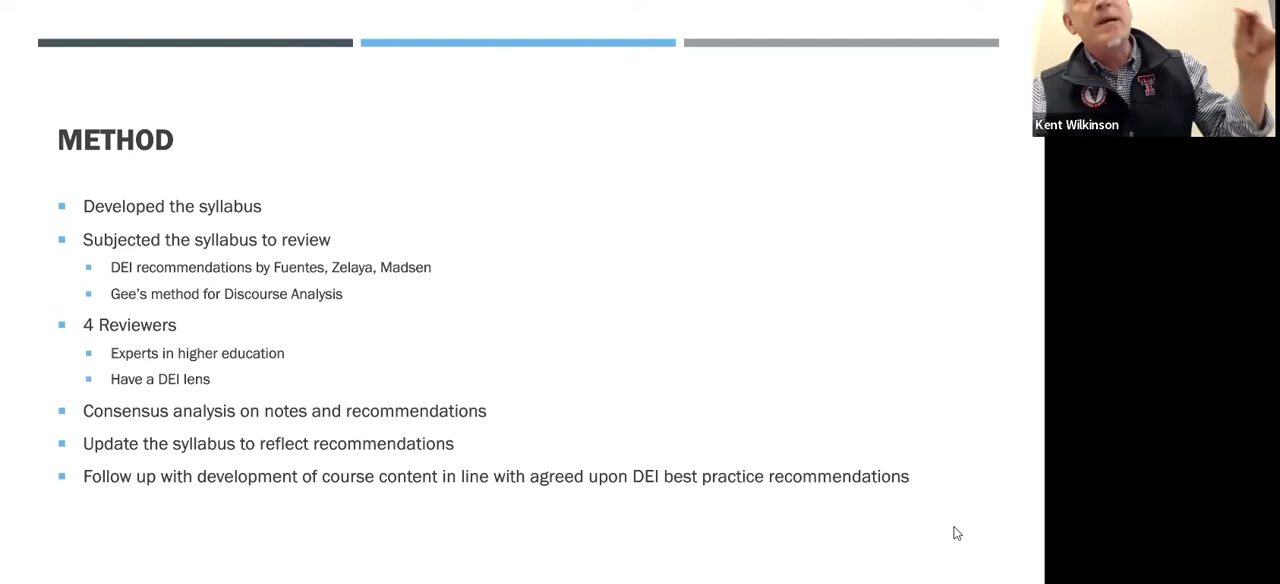 METHOD
Developed the syllabus
Subjected the syllabus to review
DEI recommendations by Fuentes, Zelaya, Madsen
Gee's method for Discourse Analysis
4 Reviewers
Experts in higher education
Have a DEI lens
Consensus analysis on notes and recommendations
Update the syllabus to reflect recommendations
Follow up with development of course content in line with agreed upon DEI best practice recommendations
Kent Wilkinson